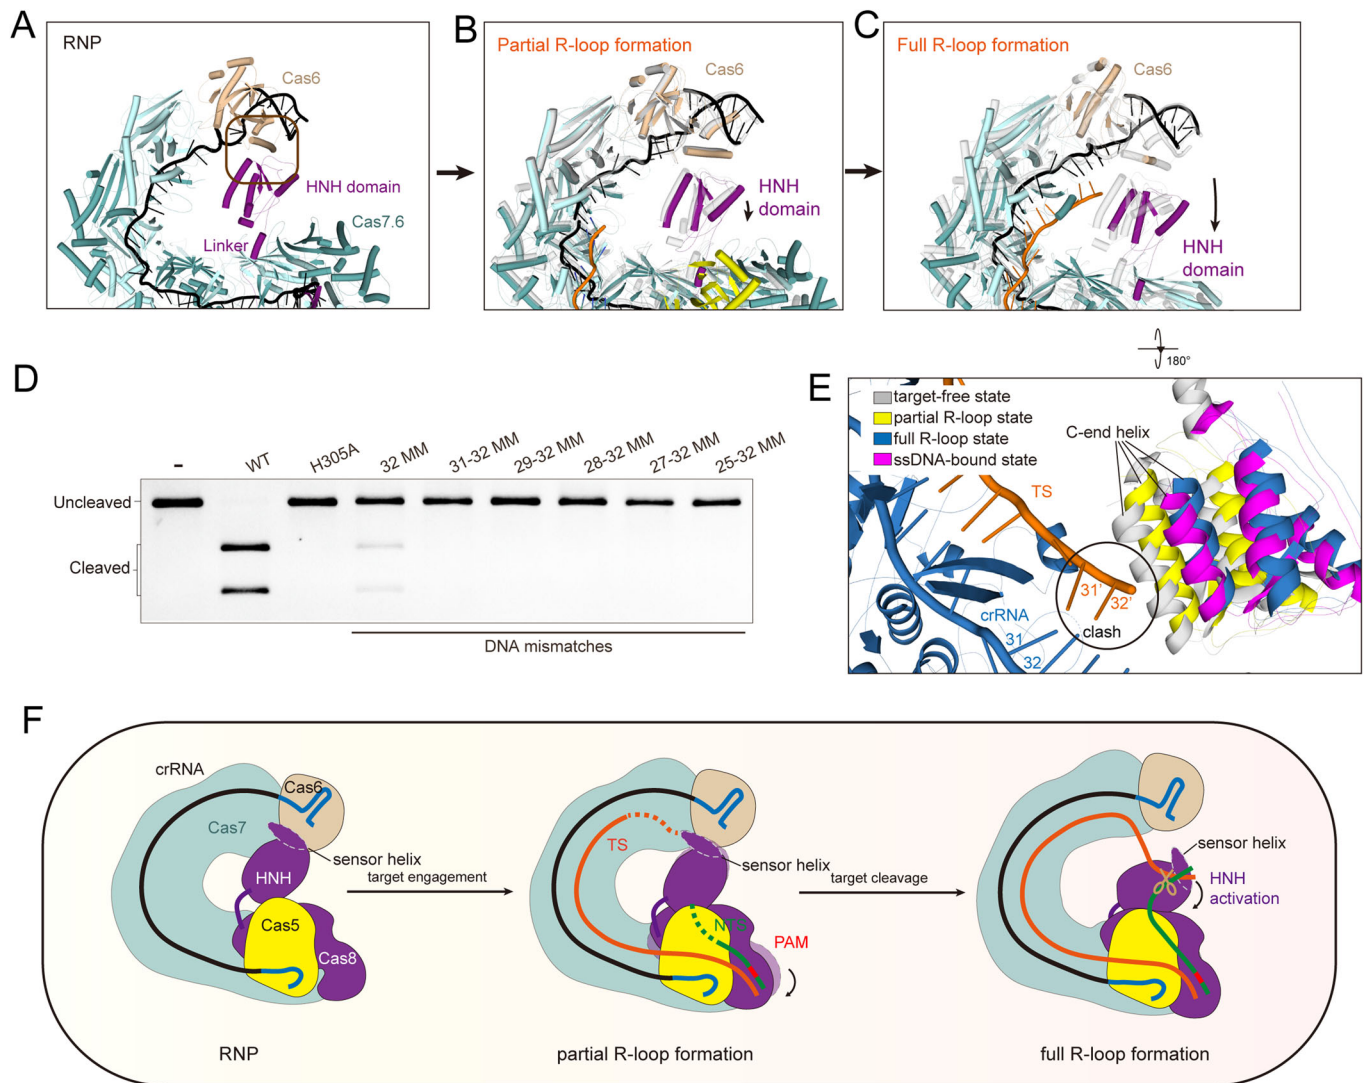 A
RNP
Cas6
HNH domain
Cas7.6
Linker
B
Partial R-loop formation
Cas6
HNH
domain
C
Full R-loop formation
Cas6
HNH
domain
180°
D
-
WT
H305A
32 MM
31-32 MM
29-32 MM
28-32 MM
27-32 MM
25-32 MM
Uncleaved
Cleaved
DNA mismatches
E
target-free state
partial R-loop state
full R-loop state
ssDNA-bound state
C-end helix
TS
31'
32'
crRNA
clash
31
32
F
crRNA
Cas6
Cas7
sensor helix
HNH
Cas5
Cas8
RNP
target engagement
TS
sensor helix
NTS
PAM
partial R-loop formation
target cleavage
sensor helix
HNH
activation
full R-loop formation